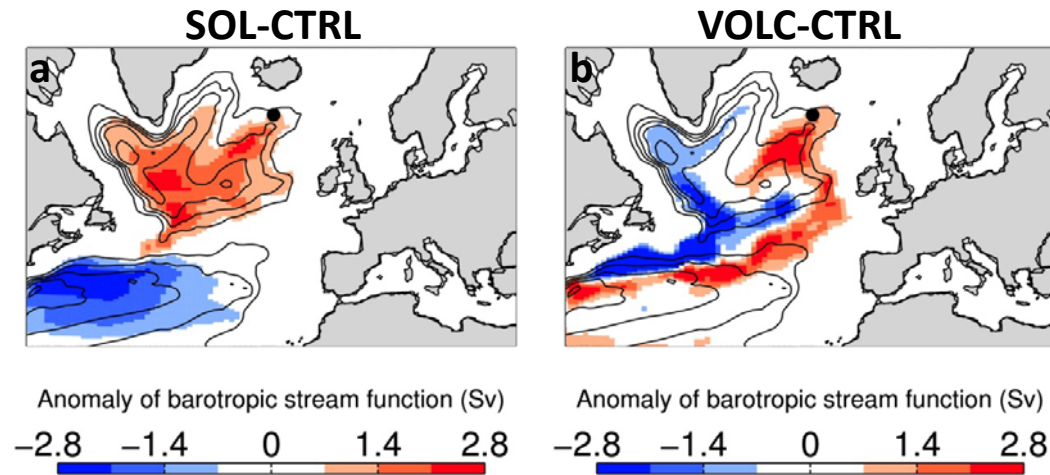 SOL-CTRL
VOLC-CTRL
a
b
Anomaly of barotropic stream function (Sv)
−2.8 −1.4 0 1.4 2.8
Anomaly of barotropic stream function (Sv)
−2.8 −1.4 0 1.4 2.8